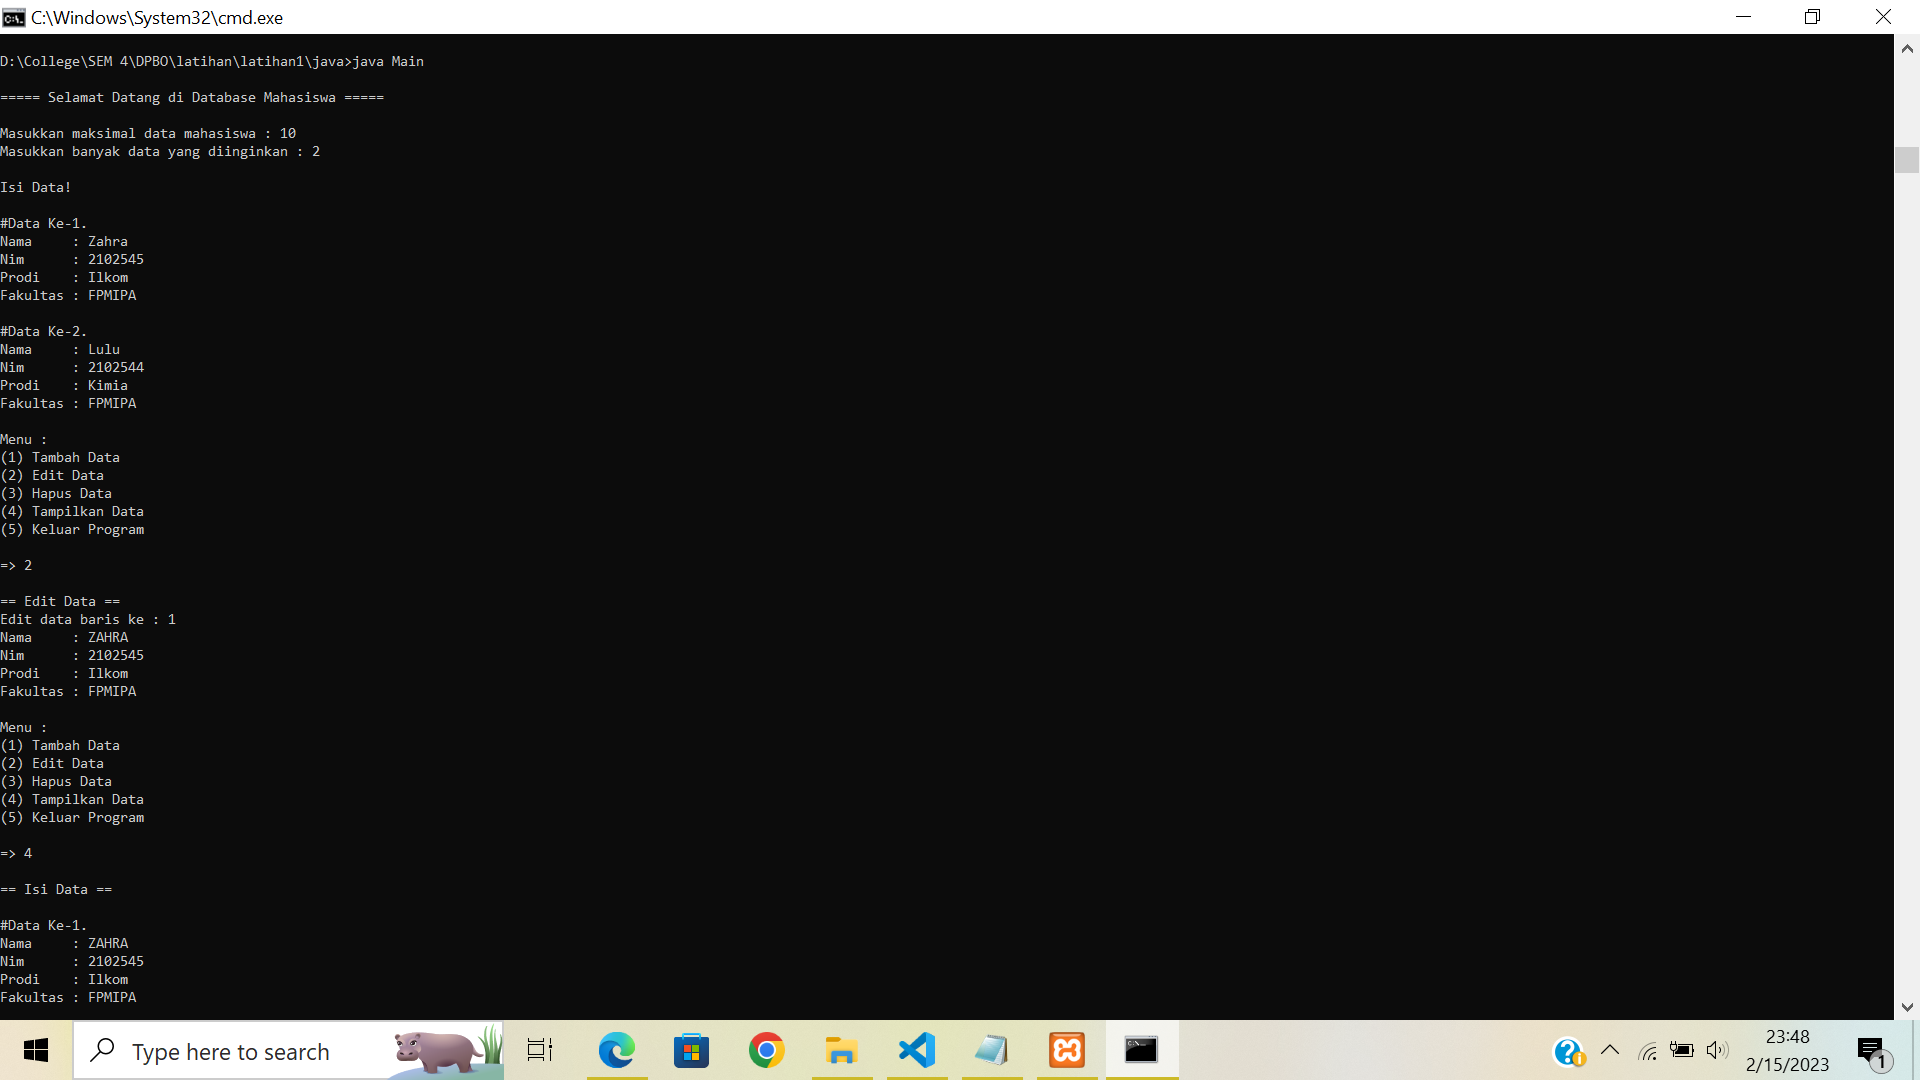 C:\Windows\System32\cmd.exe
D:\College\SEM 4\DPBO\latihan\latihan1\java>java Main
===== Selamat Datang di Database Mahasiswa =====
Masukkan maksimal data mahasiswa : 10
Masukkan banyak data yang diinginkan : 2
Isi Data!
#Data Ke-1.
Nama     : Zahra
Nim      : 2102545
Prodi    : Ilkom
Fakultas : FPMIPA
#Data Ke-2.
Nama     : Lulu
Nim      : 2102544
Prodi    : Kimia
Fakultas : FPMIPA
Menu :
(1) Tambah Data
(2) Edit Data
(3) Hapus Data
(4) Tampilkan Data
(5) Keluar Program
=> 2
== Edit Data ==
Edit data baris ke : 1
Nama     : ZAHRA
Nim      : 2102545
Prodi    : Ilkom
Fakultas : FPMIPA
Menu :
(1) Tambah Data
(2) Edit Data
(3) Hapus Data
(4) Tampilkan Data
(5) Keluar Program
=> 4
== Isi Data ==
#Data Ke-1.
Nama     : ZAHRA
Nim      : 2102545
Prodi    : Ilkom
Fakultas : FPMIPA
Type here to search
23:48
2/15/2023
1